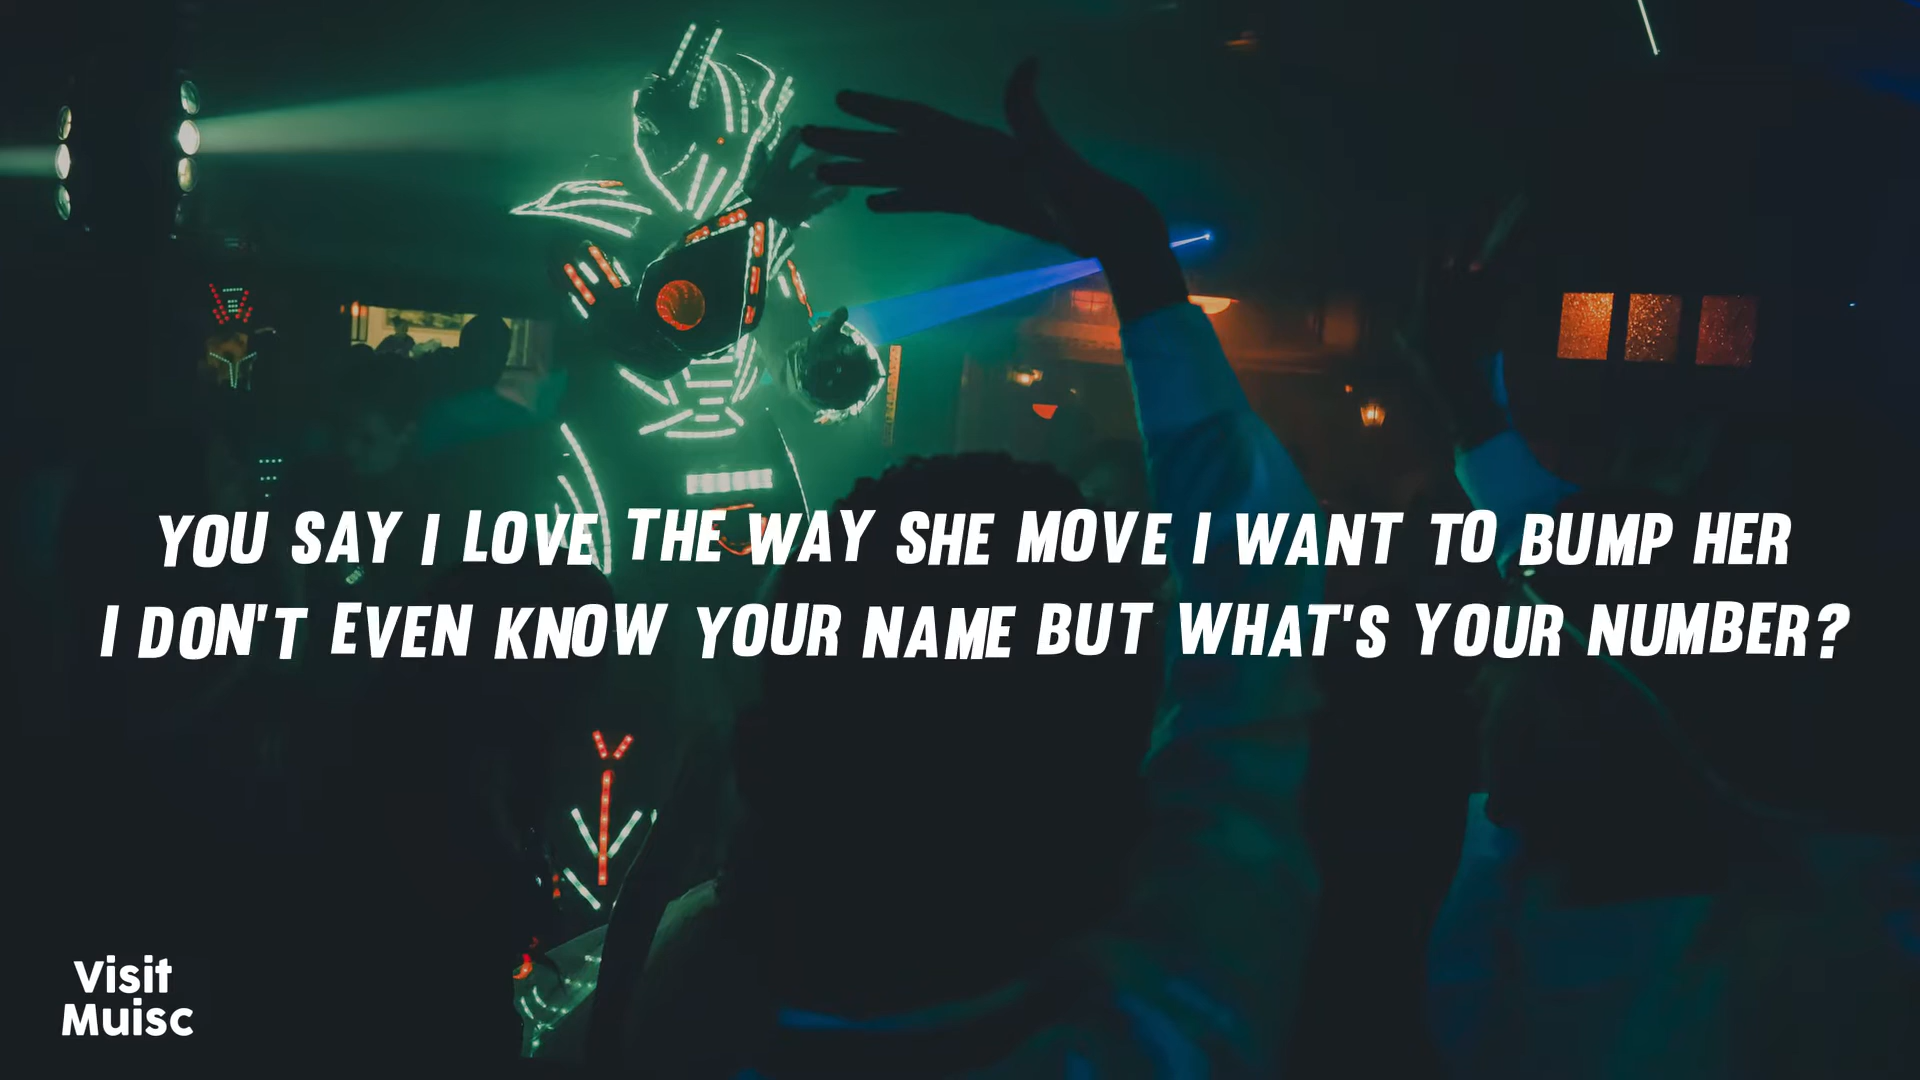 YOU SAY I LOVE THE WAY SHE MOVE I WANT TO BUMP HER
I DON'T EVEN KNOW YOUR NAME BUT WHAT'S YOUR NUMBER?
Visit
Muisc